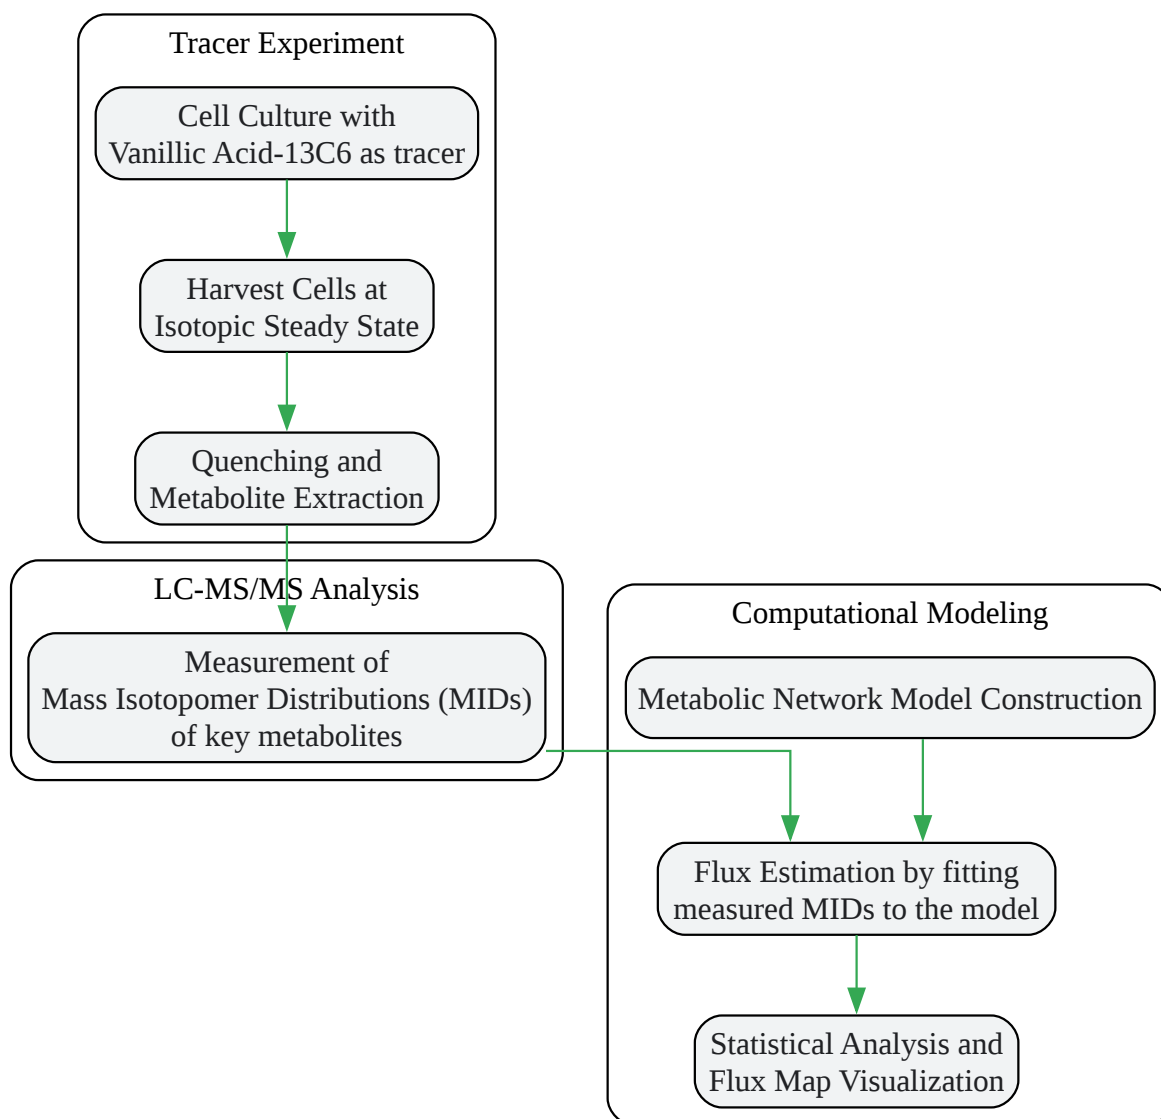 Tracer Experiment
Cell Culture with
Vanillic Acid-13C6 as tracer
Harvest Cells at
Isotopic Steady State
Quenching and
Metabolite Extraction
LC-MS/MS Analysis
Measurement of
Mass Isotopomer Distributions (MIDs)
of key metabolites
Computational Modeling
Metabolic Network Model Construction
Flux Estimation by fitting
measured MIDs to the model
Statistical Analysis and
Flux Map Visualization